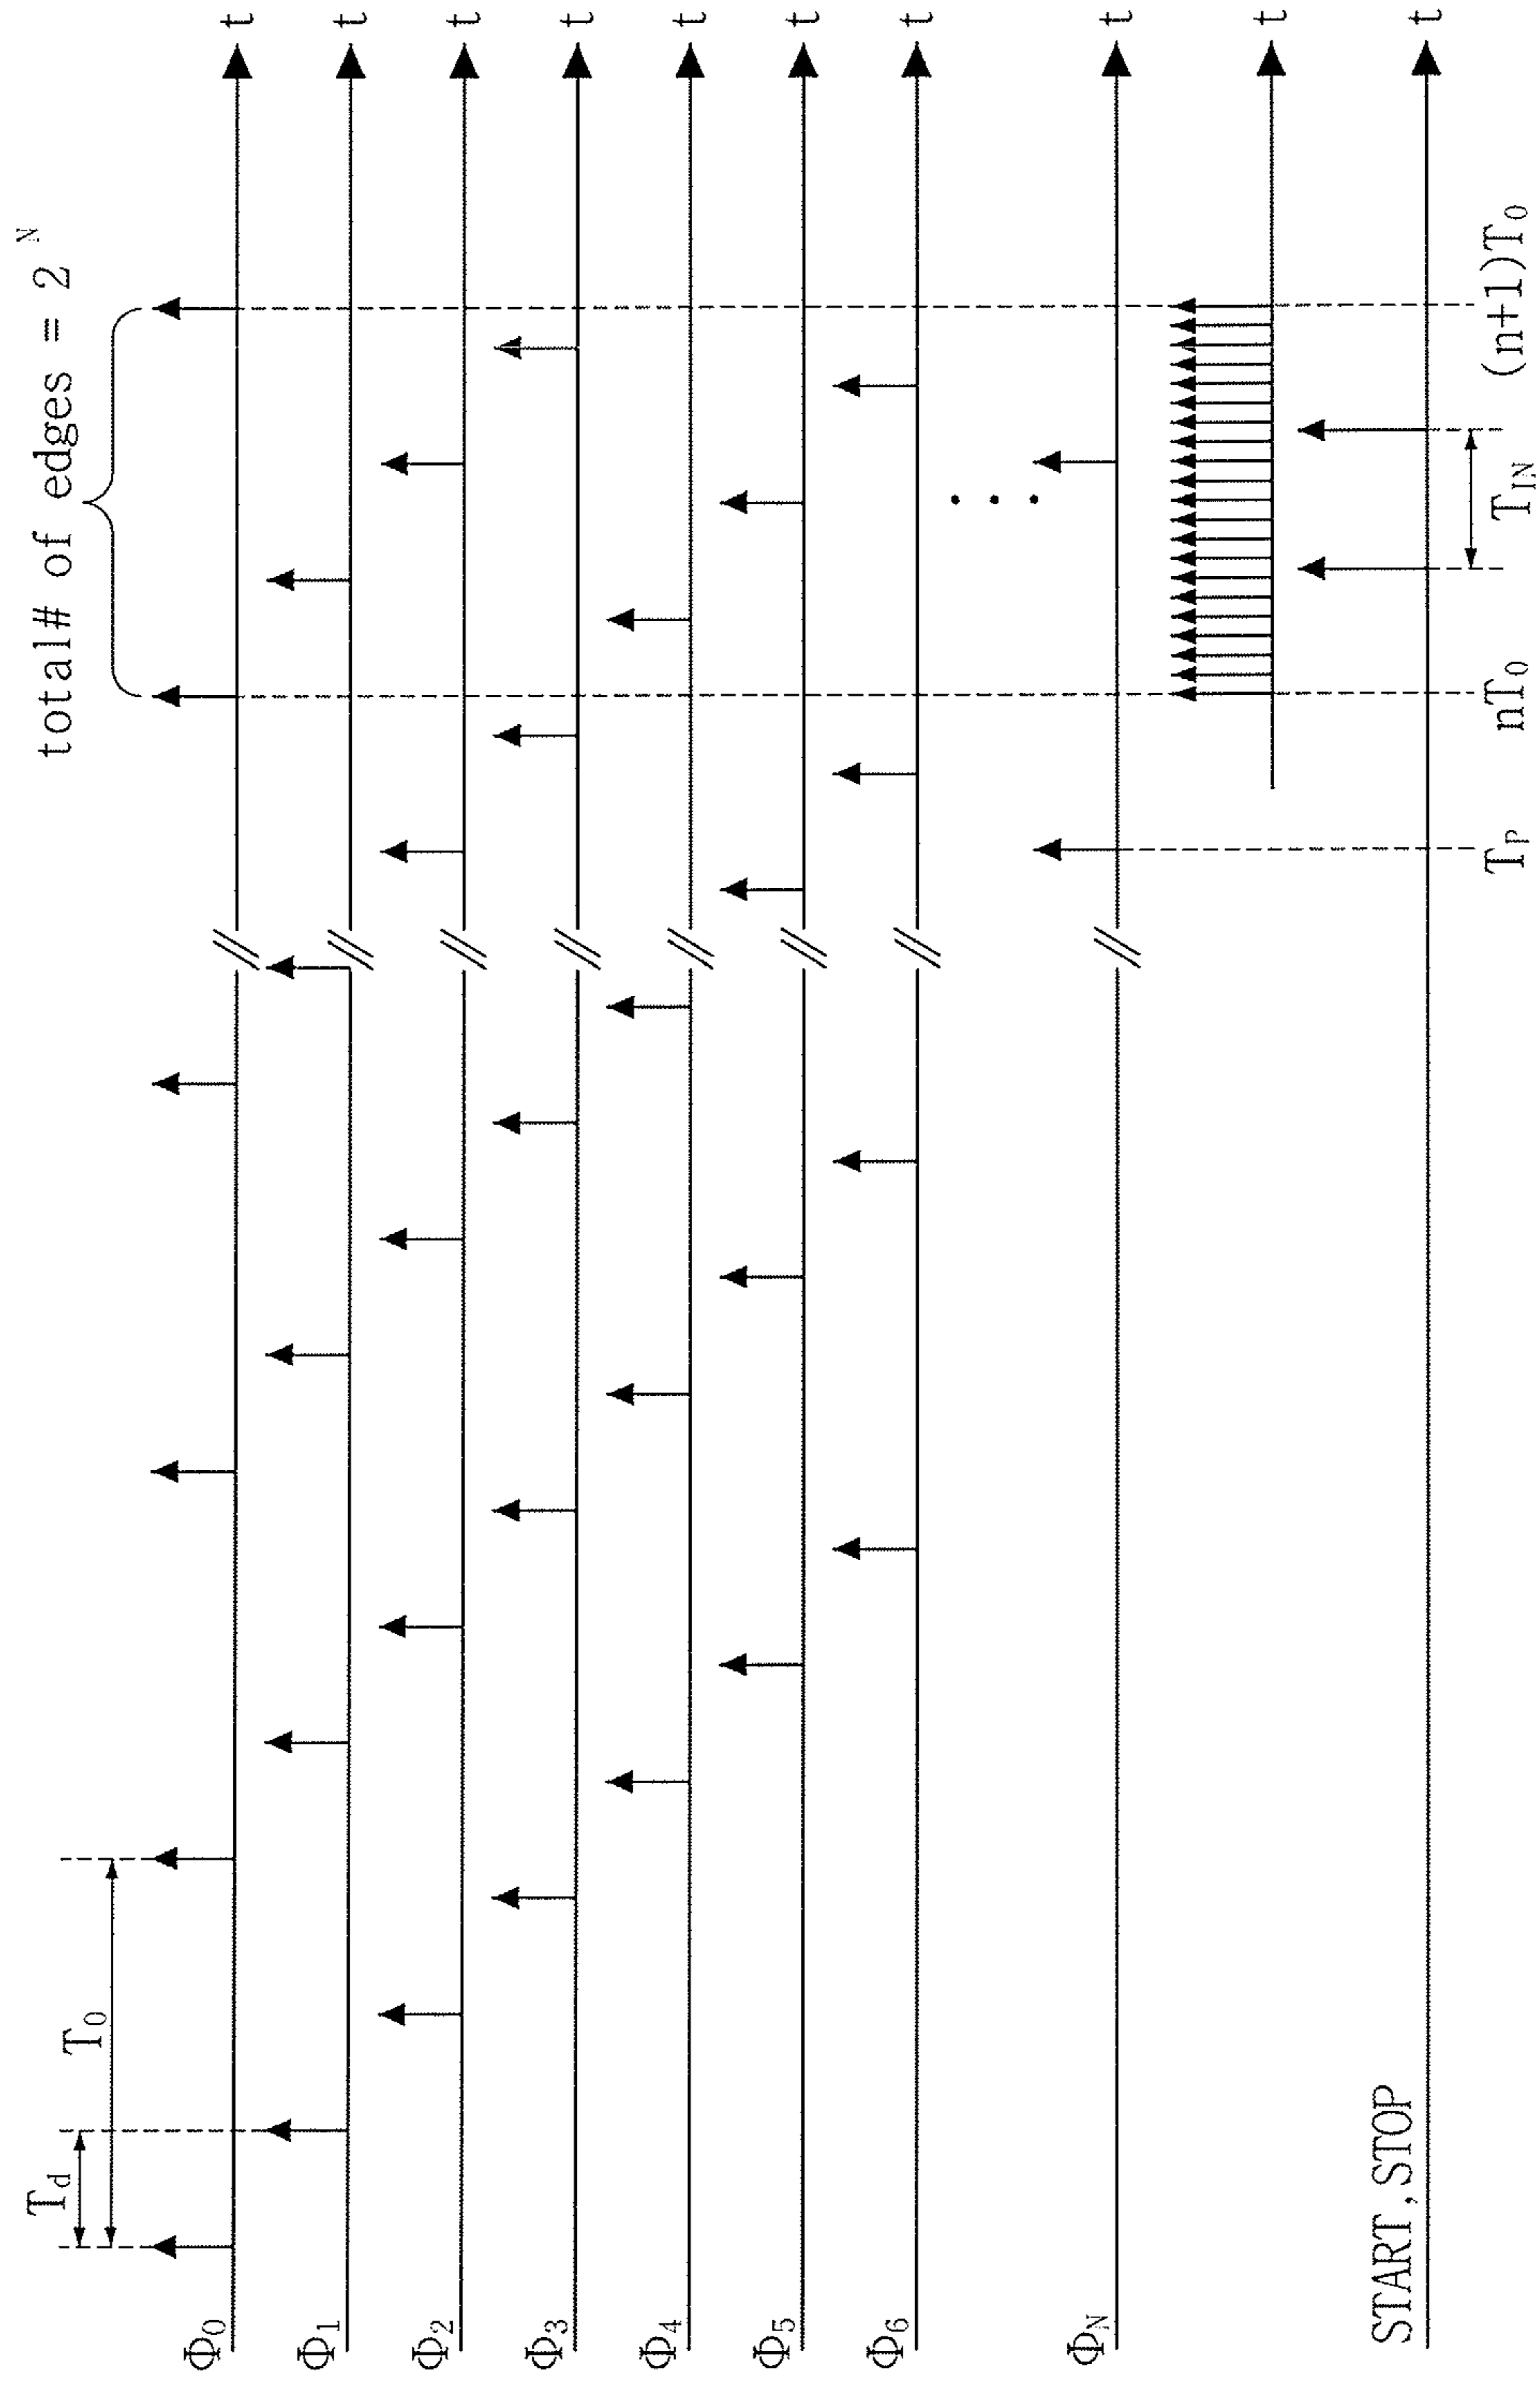 total# of edges = 2^N
T_d
T_0
Φ_0 t
Φ_1 t
Φ_2 t
Φ_3 t
Φ_4 t
Φ_5 t
Φ_6 t
Φ_N t
t
START,STOP t
T_P nT_0 T_IN (n+1)T_0